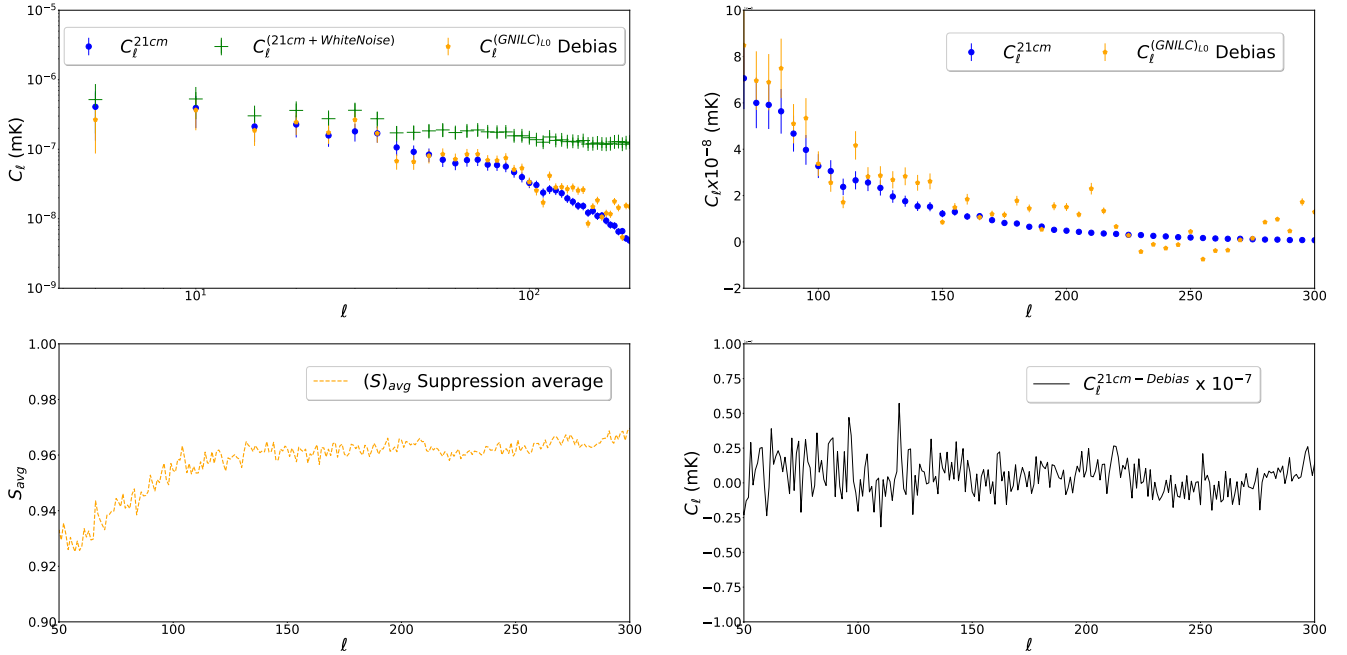 10⁻⁵
10⁻⁶
10⁻⁷
10⁻⁸
10⁻⁹
C_ℓ (mK)
C_ℓ^{21cm} C_ℓ^{(21cm+WhiteNoise)} C_ℓ^{(GNILC)_{L0}} Debias
10¹ 10²
ℓ
10
8
6
4
2
0
−2
C_ℓx10⁻⁸ (mK)
C_ℓ^{21cm} C_ℓ^{(GNILC)_{L0}} Debias
100 150 200 250 300
ℓ
1.00
0.98
0.96
0.94
0.92
0.90
S_{avg}
(S)_{avg} Suppression average
50 100 150 200 250 300
ℓ
1.00
0.75
0.50
0.25
0.00
−0.25
−0.50
−0.75
−1.00
C_ℓ (mK)
C_ℓ^{21cm−Debias} x 10⁻⁷
50 100 150 200 250 300
ℓ